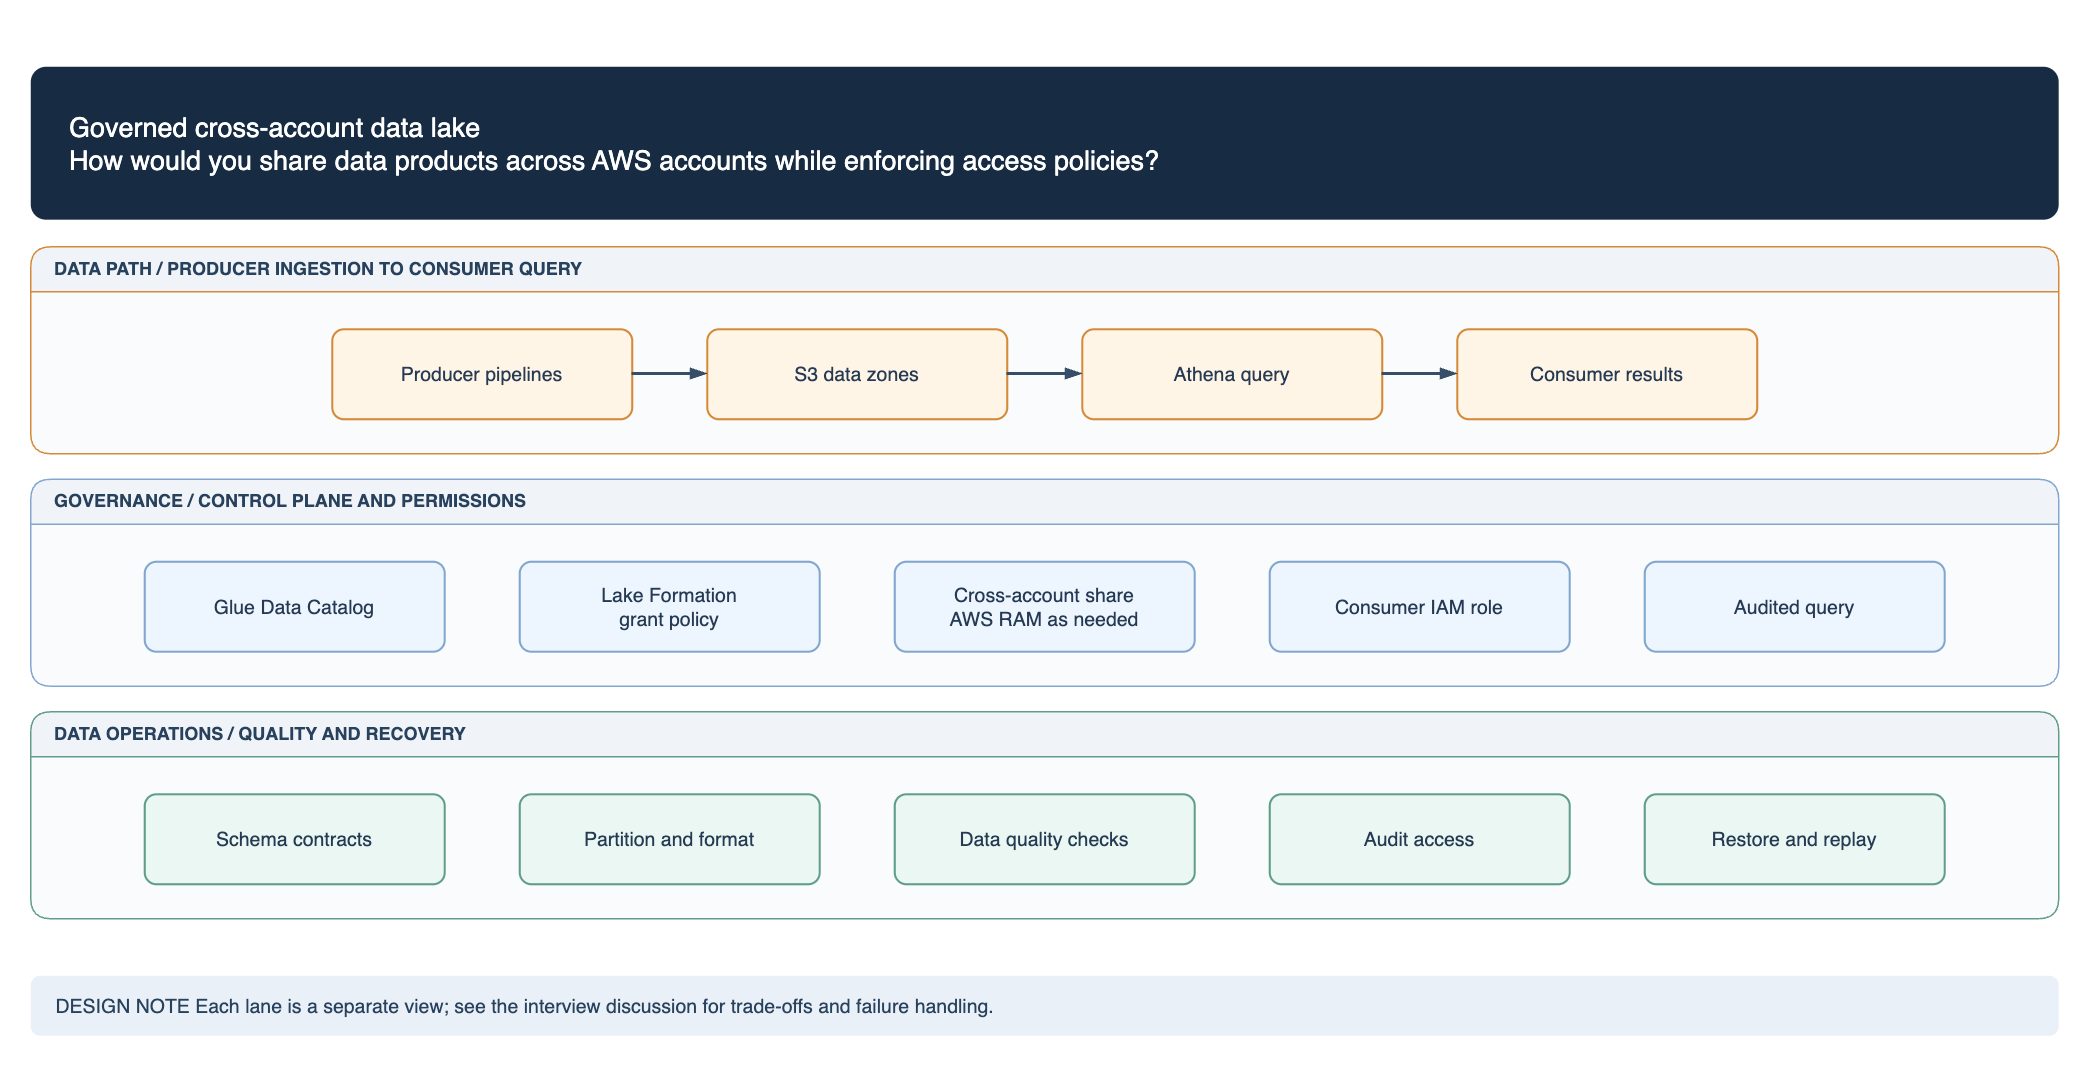 Governed cross-account data lake
How would you share data products across AWS accounts while enforcing access policies?
DATA PATH / PRODUCER INGESTION TO CONSUMER QUERY
Producer pipelines
S3 data zones
Athena query
Consumer results
GOVERNANCE / CONTROL PLANE AND PERMISSIONS
Glue Data Catalog
Lake Formation
grant policy
Cross-account share
AWS RAM as needed
Consumer IAM role
Audited query
DATA OPERATIONS / QUALITY AND RECOVERY
Schema contracts
Partition and format
Data quality checks
Audit access
Restore and replay
DESIGN NOTE Each lane is a separate view; see the interview discussion for trade-offs and failure handling.